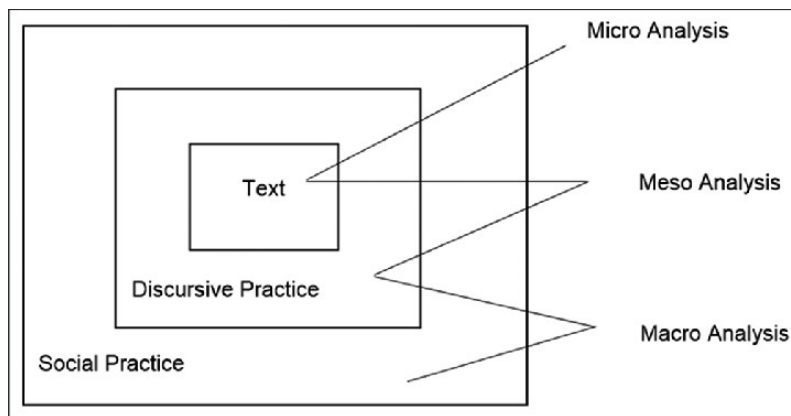 Micro Analysis
Text
Meso Analysis
Discursive Practice
Macro Analysis
Social Practice